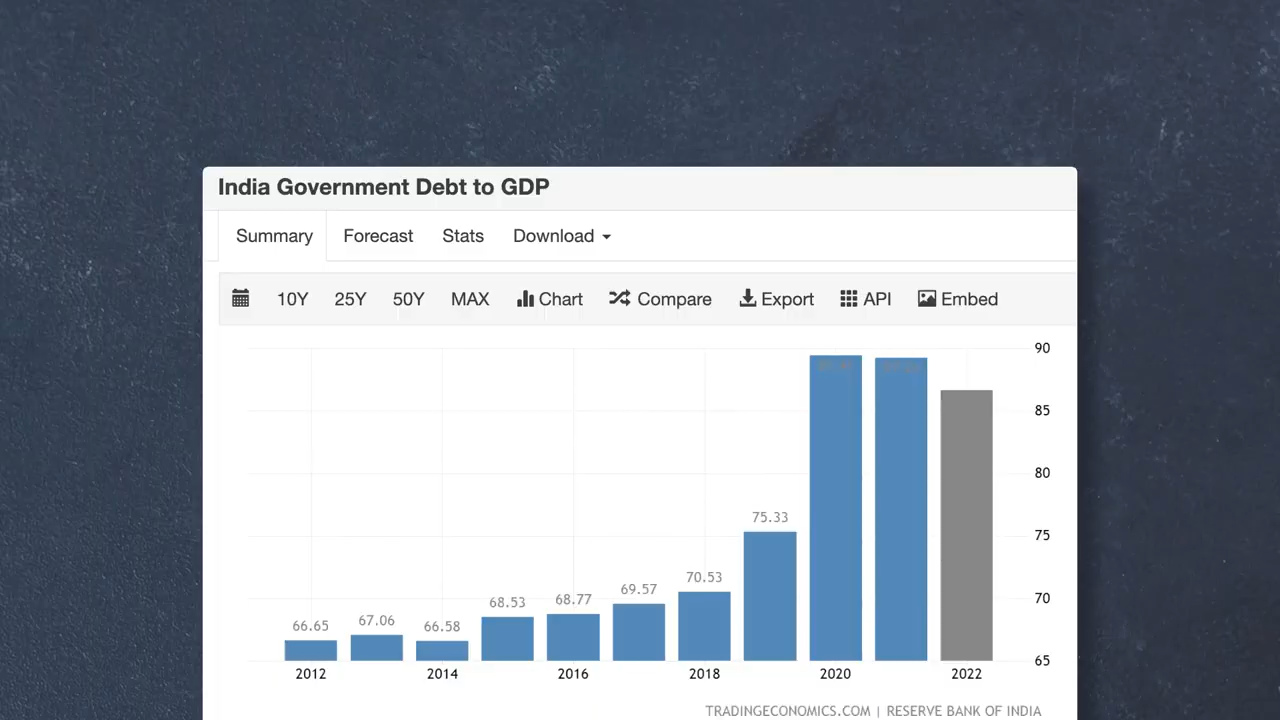 India Government Debt to GDP
Summary Forecast Stats Download
10Y 25Y 50Y MAX Chart Compare Export API Embed
90
85
80
75.33
75
70.53
69.57
68.53 68.77
70
66.65 67.06 66.58
65
2012 2014 2016 2018 2020 2022
TRADINGECONOMICS.COM | RESERVE BANK OF INDIA